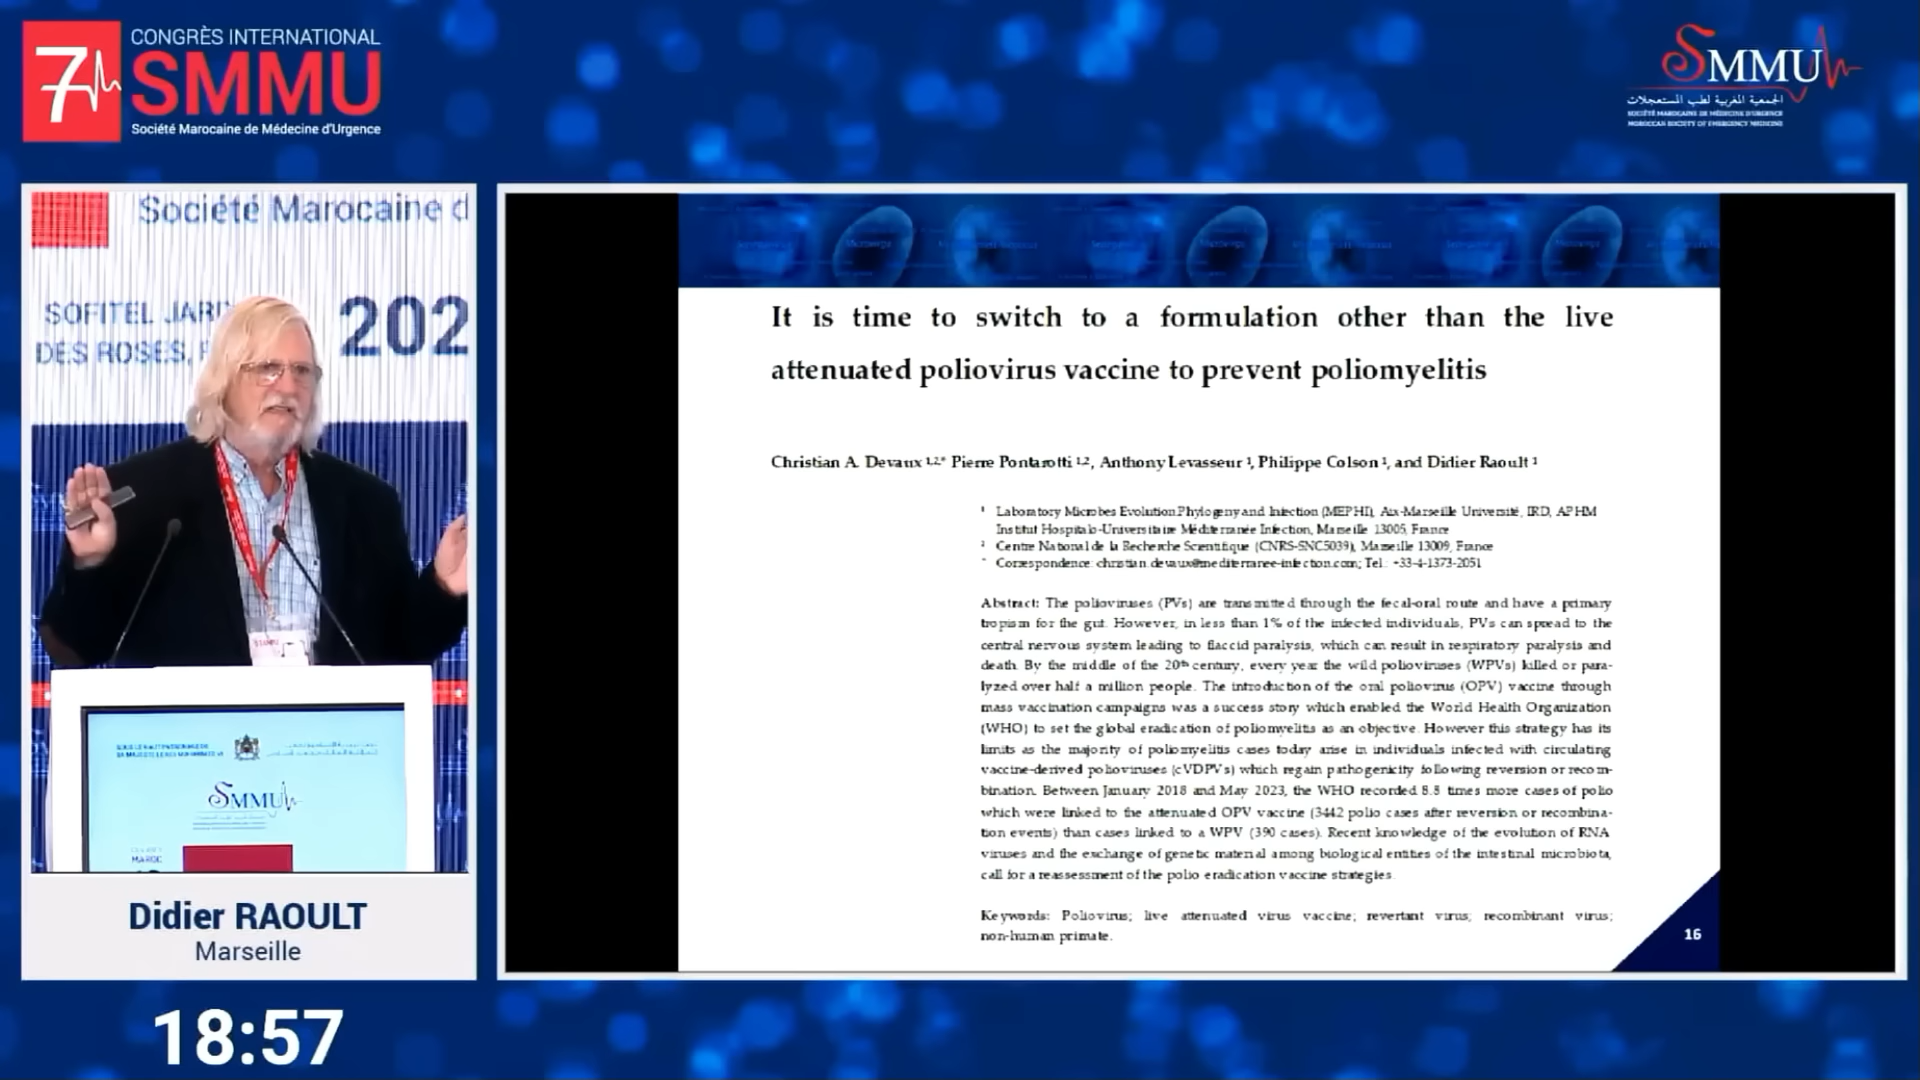 7
CONGRÈS INTERNATIONAL
SMMU
Société Marocaine de Médecine d'Urgence
SMMU
الجمعية المغربية لطب المستعجلات
SOCIÉTÉ MAROCAINE DE MÉDECINE D'URGENCE
MOROCCAN SOCIETY OF EMERGENCY MEDICINE
Société Marocaine d
SOFITEL JARD
DES ROSES,
202
SMMU
MAROC
Didier RAOULT
Marseille
18:57
It is time to switch to a formulation other than the live
attenuated poliovirus vaccine to prevent poliomyelitis
Christian A. Devaux 1,2,* Pierre Pontarotti 1,2, Anthony Levasseur 1, Philippe Colson 1, and Didier Raoult 1
1 Laboratory Microbes Evolution Phylogeny and Infection (MEPHI), Aix-Marseille Université, IRD, APHM
Institut Hospitalo-Universitaire Méditerranée Infection, Marseille 13005, France
2 Centre National de la Recherche Scientifique (CNRS-SNC5039), Marseille 13009, France
* Correspondence: christian.devaux@mediterranee-infection.com; Tel.: +33-4-1373-2051
Abstract: The polioviruses (PVs) are transmitted through the fecal-oral route and have a primary
tropism for the gut. However, in less than 1% of the infected individuals, PVs can spread to the
central nervous system leading to flaccid paralysis, which can result in respiratory paralysis and
death. By the middle of the 20th century, every year the wild polioviruses (WPVs) killed or para-
lyzed over half a million people. The introduction of the oral poliovirus (OPV) vaccine through
mass vaccination campaigns was a success story which enabled the World Health Organization
(WHO) to set the global eradication of poliomyelitis as an objective. However this strategy has its
limits as the majority of poliomyelitis cases today arise in individuals infected with circulating
vaccine-derived polioviruses (cVDPVs) which regain pathogenicity following reversion or recom-
bination. Between January 2018 and May 2023, the WHO recorded 8.8 times more cases of polio
which were linked to the attenuated OPV vaccine (3442 polio cases after reversion or recombina-
tion events) than cases linked to a WPV (390 cases). Recent knowledge of the evolution of RNA
viruses and the exchange of genetic material among biological entities of the intestinal microbiota,
call for a reassessment of the polio eradication vaccine strategies.
Keywords: Poliovirus; live attenuated virus vaccine; revertant virus; recombinant virus;
non-human primate.
16